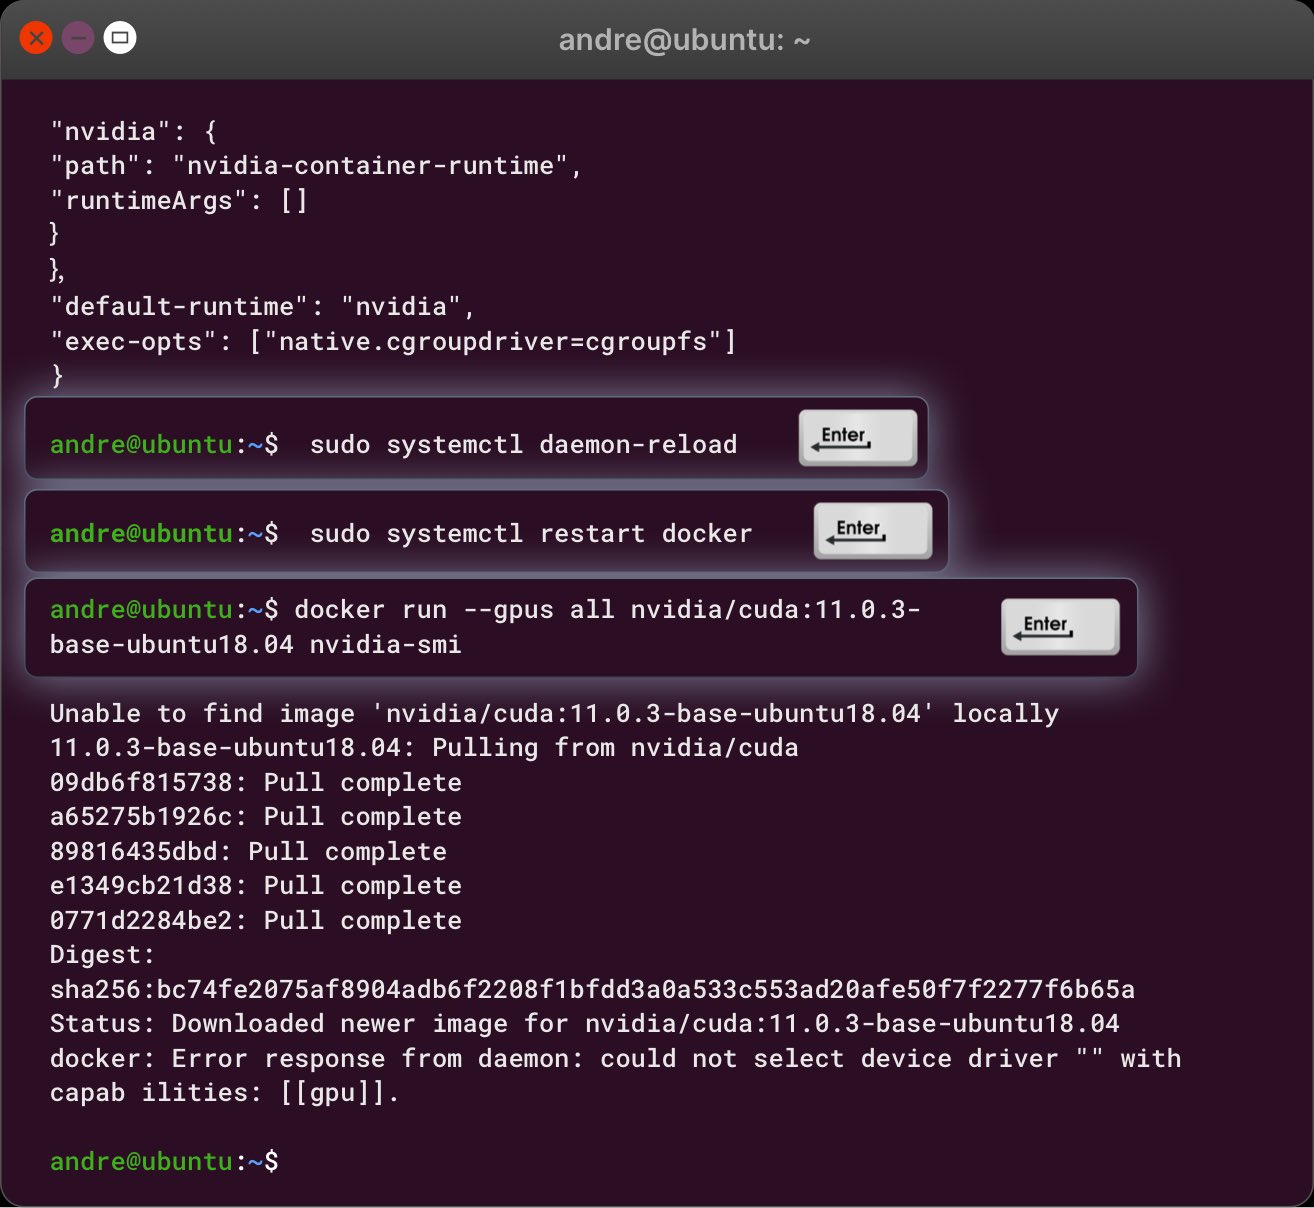 andre@ubuntu: ~
"nvidia": {
"path": "nvidia-container-runtime",
"runtimeArgs": []
}
},
"default-runtime": "nvidia",
"exec-opts": ["native.cgroupdriver=cgroupfs"]
}
andre@ubuntu:~$ sudo systemctl daemon-reload Enter
andre@ubuntu:~$ sudo systemctl restart docker Enter
andre@ubuntu:~$ docker run --gpus all nvidia/cuda:11.0.3-
base-ubuntu18.04 nvidia-smi
Enter
Unable to find image 'nvidia/cuda:11.0.3-base-ubuntu18.04' locally
11.0.3-base-ubuntu18.04: Pulling from nvidia/cuda
09db6f815738: Pull complete
a65275b1926c: Pull complete
89816435dbd: Pull complete
e1349cb21d38: Pull complete
0771d2284be2: Pull complete
Digest:
sha256:bc74fe2075af8904adb6f2208f1bfdd3a0a533c553ad20afe50f7f2277f6b65a
Status: Downloaded newer image for nvidia/cuda:11.0.3-base-ubuntu18.04
docker: Error response from daemon: could not select device driver "" with
capab ilities: [[gpu]].
andre@ubuntu:~$